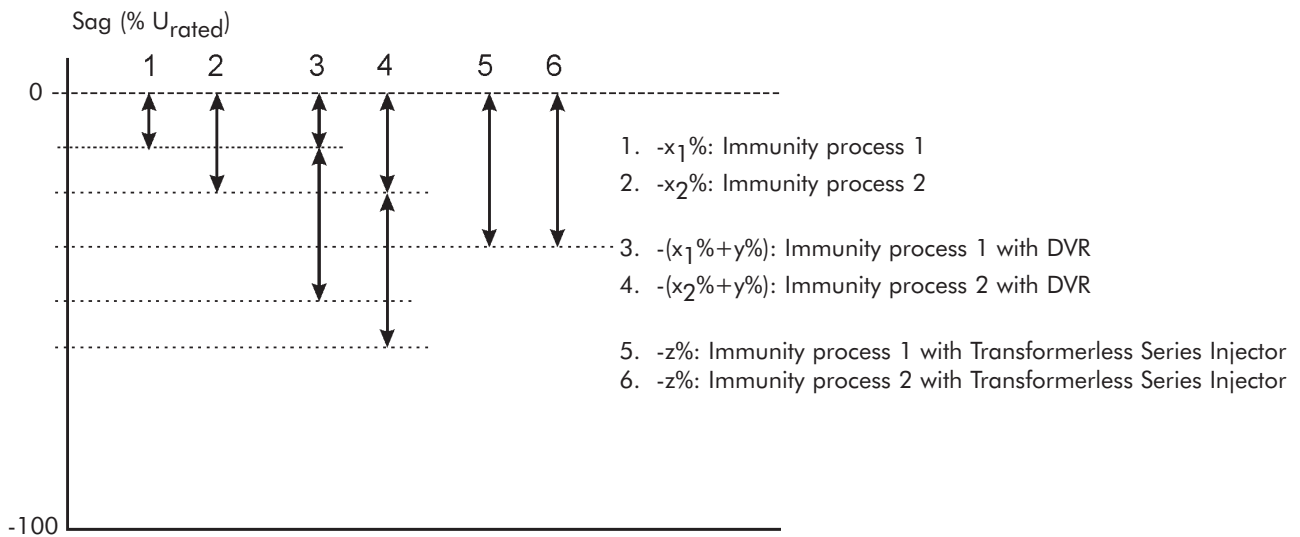 Sag (% Urated)
1 2 3 4 5 6
0
1. -x1%: Immunity process 1
2. -x2%: Immunity process 2
3. -(x1%+y%): Immunity process 1 with DVR
4. -(x2%+y%): Immunity process 2 with DVR
5. -z%: Immunity process 1 with Transformerless Series Injector
6. -z%: Immunity process 2 with Transformerless Series Injector
-100